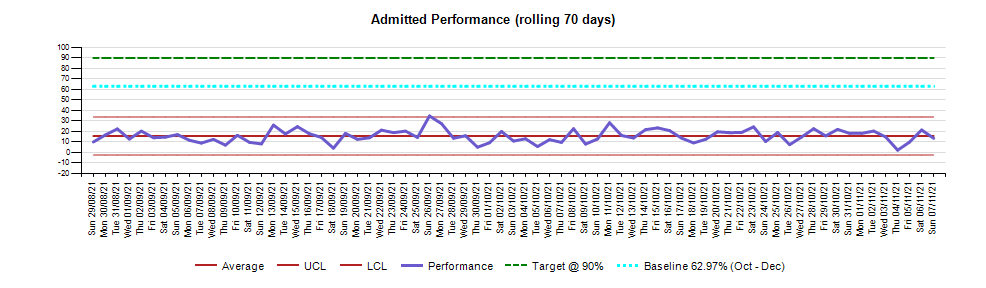 Admitted Performance (rolling 70 days)
100
90
80
70
60
50
40
30
20
10
0
-10
-20
Sun 29/08/21
Mon 30/08/21
Tue 31/08/21
Wed 01/09/21
Thu 02/09/21
Fri 03/09/21
Sat 04/09/21
Sun 05/09/21
Mon 06/09/21
Tue 07/09/21
Wed 08/09/21
Thu 09/09/21
Fri 10/09/21
Sat 11/09/21
Sun 12/09/21
Mon 13/09/21
Tue 14/09/21
Wed 15/09/21
Thu 16/09/21
Fri 17/09/21
Sat 18/09/21
Sun 19/09/21
Mon 20/09/21
Tue 21/09/21
Wed 22/09/21
Thu 23/09/21
Fri 24/09/21
Sat 25/09/21
Sun 26/09/21
Mon 27/09/21
Tue 28/09/21
Wed 29/09/21
Thu 30/09/21
Fri 01/10/21
Sat 02/10/21
Sun 03/10/21
Mon 04/10/21
Tue 05/10/21
Wed 06/10/21
Thu 07/10/21
Fri 08/10/21
Sat 09/10/21
Sun 10/10/21
Mon 11/10/21
Tue 12/10/21
Wed 13/10/21
Thu 14/10/21
Fri 15/10/21
Sat 16/10/21
Sun 17/10/21
Mon 18/10/21
Tue 19/10/21
Wed 20/10/21
Thu 21/10/21
Fri 22/10/21
Sat 23/10/21
Sun 24/10/21
Mon 25/10/21
Tue 26/10/21
Wed 27/10/21
Thu 28/10/21
Fri 29/10/21
Sat 30/10/21
Sun 31/10/21
Mon 01/11/21
Tue 02/11/21
Wed 03/11/21
Thu 04/11/21
Fri 05/11/21
Sat 06/11/21
Sun 07/11/21
Average UCL LCL Performance Target @ 90% Baseline 62.97% (Oct - Dec)